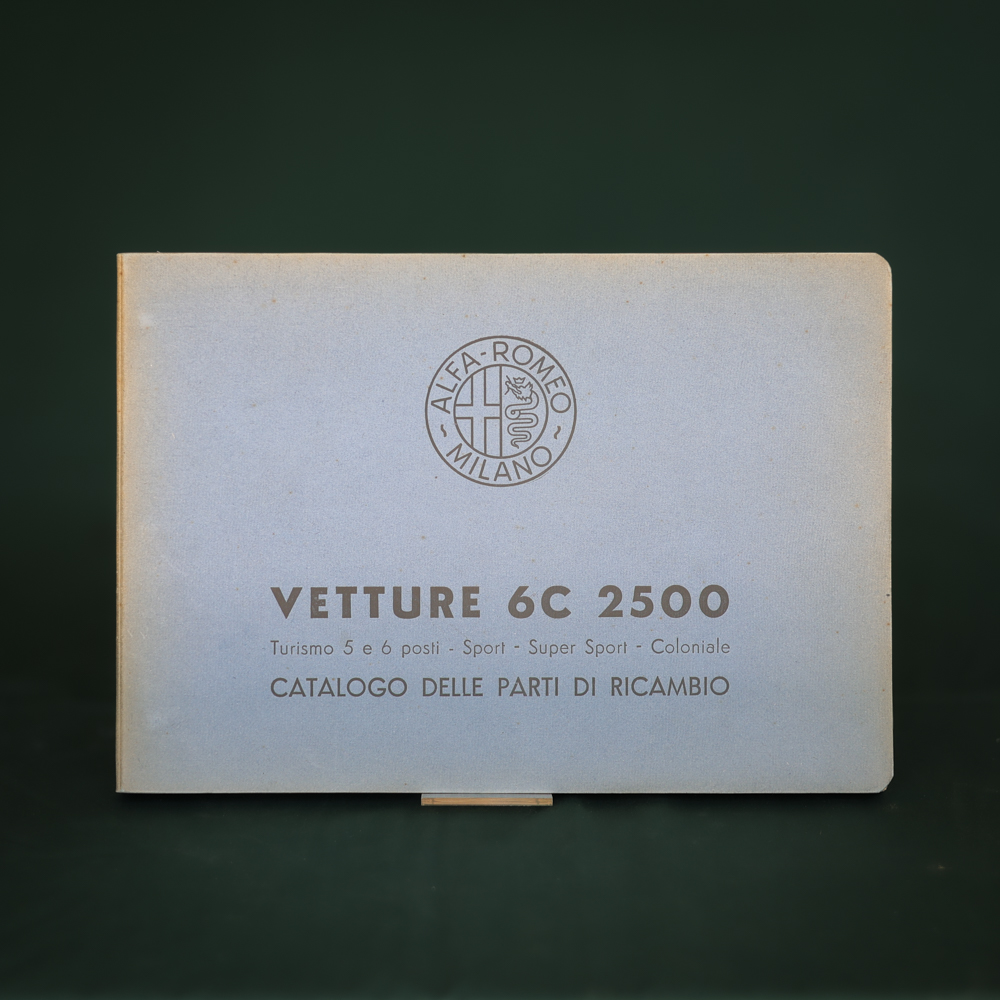 ALFA-ROMEO
MILANO
VETTURE 6C 2500
Turismo 5 e 6 posti - Sport - Super Sport - Coloniale
CATALOGO DELLE PARTI DI RICAMBIO